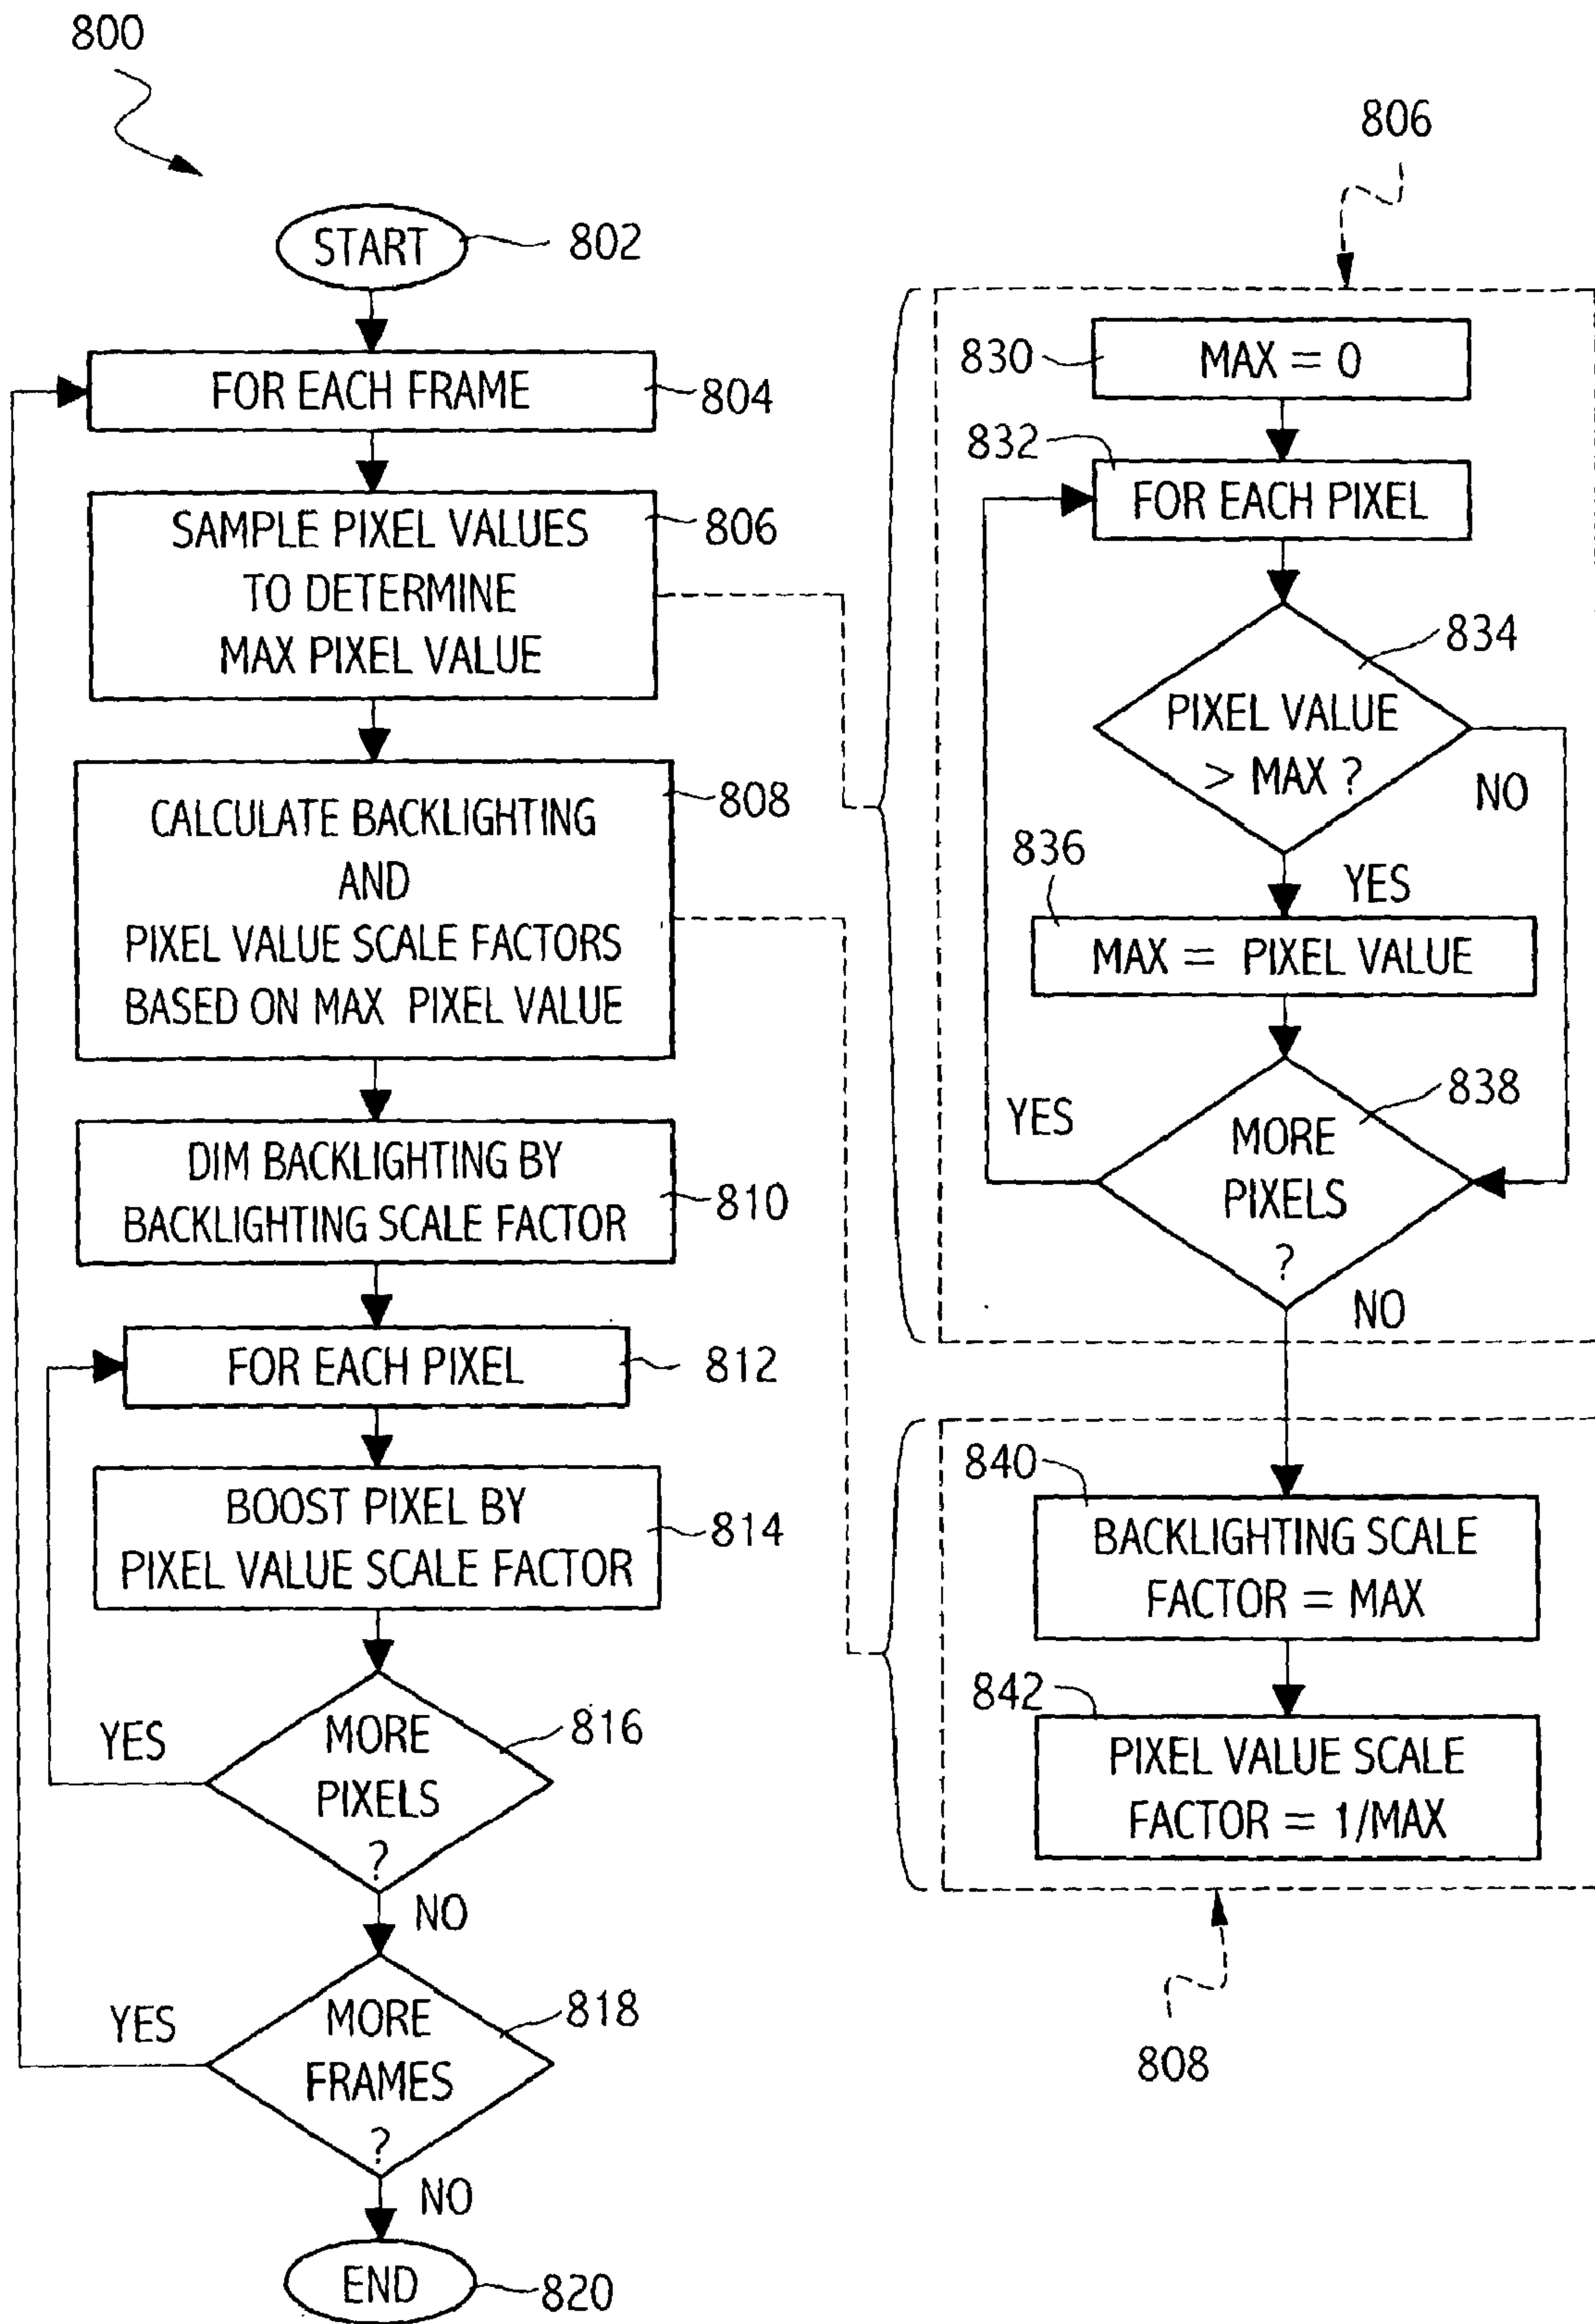 800
START
802
FOR EACH FRAME
804
SAMPLE PIXEL VALUES
TO DETERMINE
MAX PIXEL VALUE
806
CALCULATE BACKLIGHTING
AND
PIXEL VALUE SCALE FACTORS
BASED ON MAX PIXEL VALUE
808
DIM BACKLIGHTING BY
BACKLIGHTING SCALE FACTOR
810
FOR EACH PIXEL
812
BOOST PIXEL BY
PIXEL VALUE SCALE FACTOR
814
MORE
PIXELS
?
816
YES
NO
MORE
FRAMES
?
818
YES
NO
END
820
806
830
MAX = 0
832
FOR EACH PIXEL
834
PIXEL VALUE
> MAX ?
NO
YES
836
MAX = PIXEL VALUE
838
MORE
PIXELS
?
YES
NO
840
BACKLIGHTING SCALE
FACTOR = MAX
842
PIXEL VALUE SCALE
FACTOR = 1/MAX
808